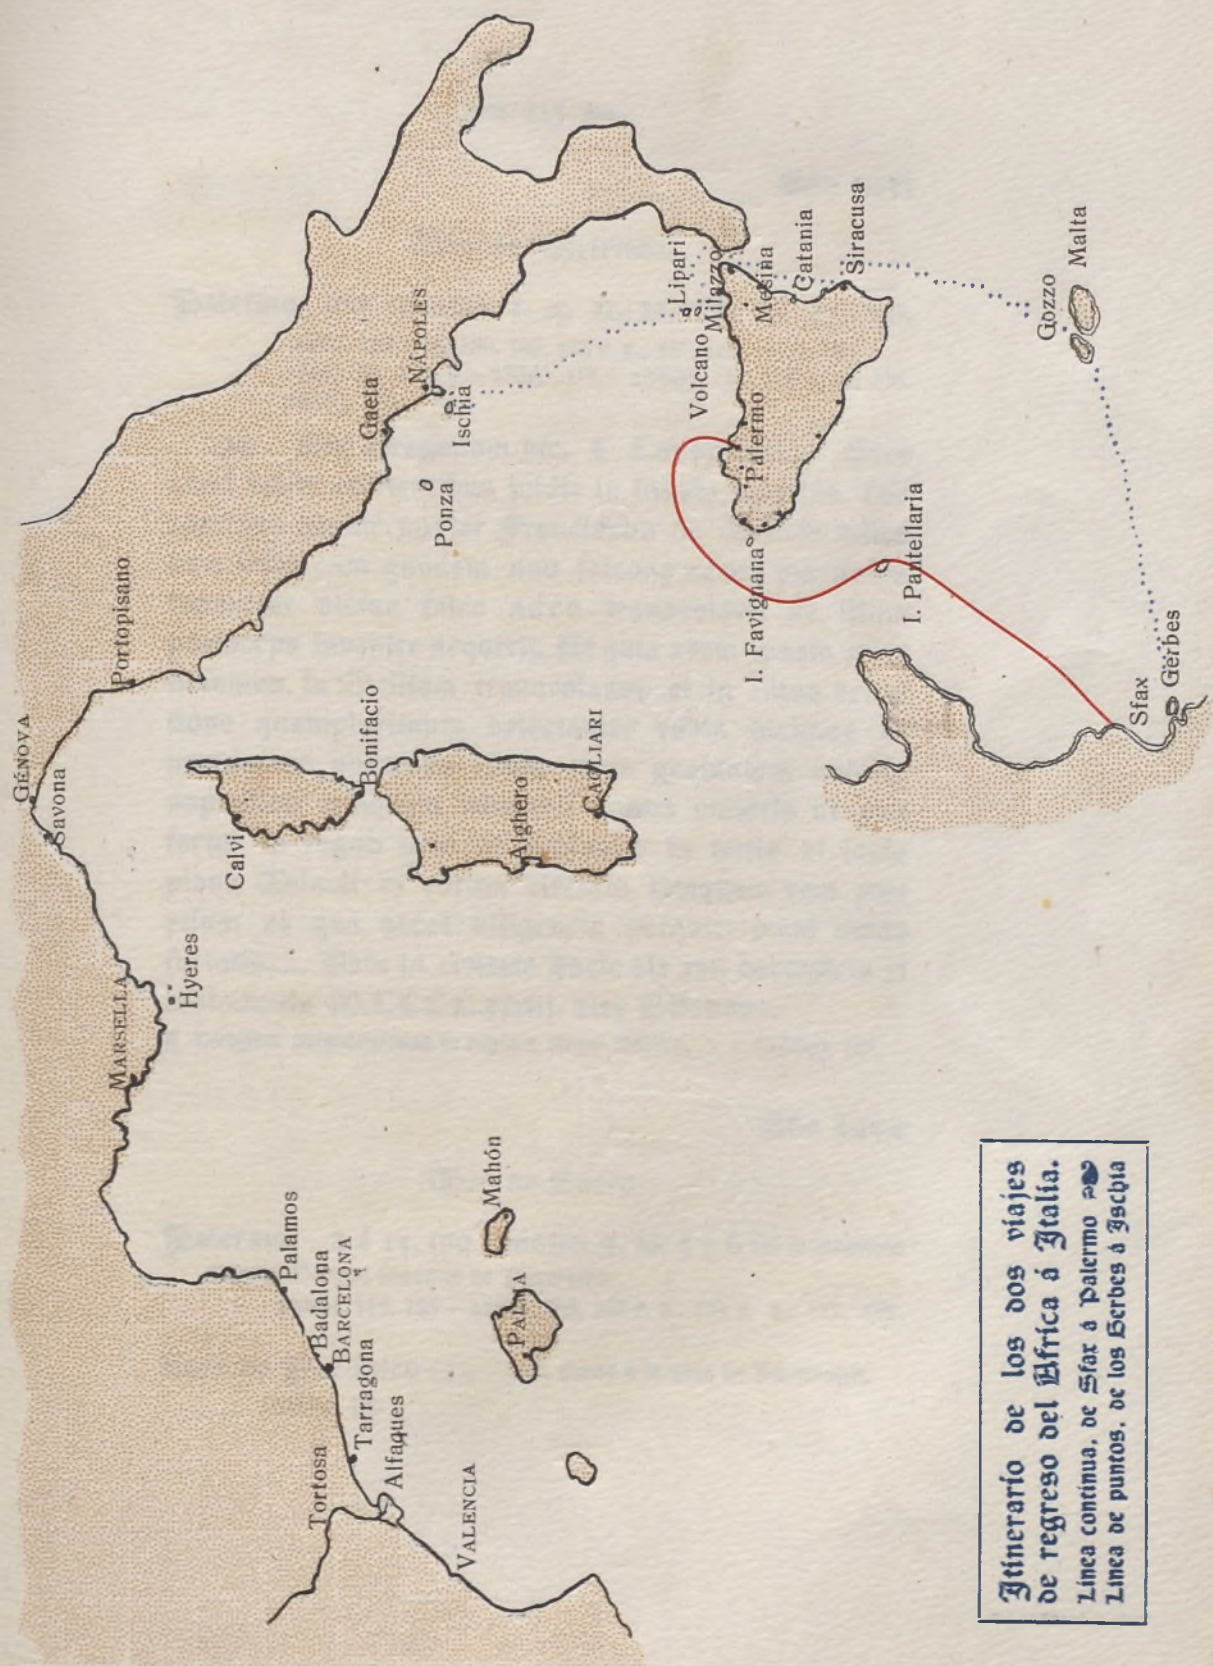 GÉNOVA
Savona
Portopisano
Gaeta
NÁPOLES
Ischia
Ponza
Lipari
Volcano
Milazzo
Mesina
Catania
Siracusa
Palermo
I. Favignana
I. Pantellaria
Gozzo
Malta
Sfax
Gerbes
Calvi
Bonifacio
Alghero
CAGLIARI
Hyeres
MARSELLA
Palamos
Badalona
BARCELONA
Tarragona
Tortosa
Alfaques
VALENCIA
Mahón
PALMA
Itinerario de los dos viajes
de regreso del África á Italia.
Línea continua, de Sfax á Palermo
Línea de puntos, de los Gerbes á Ischia